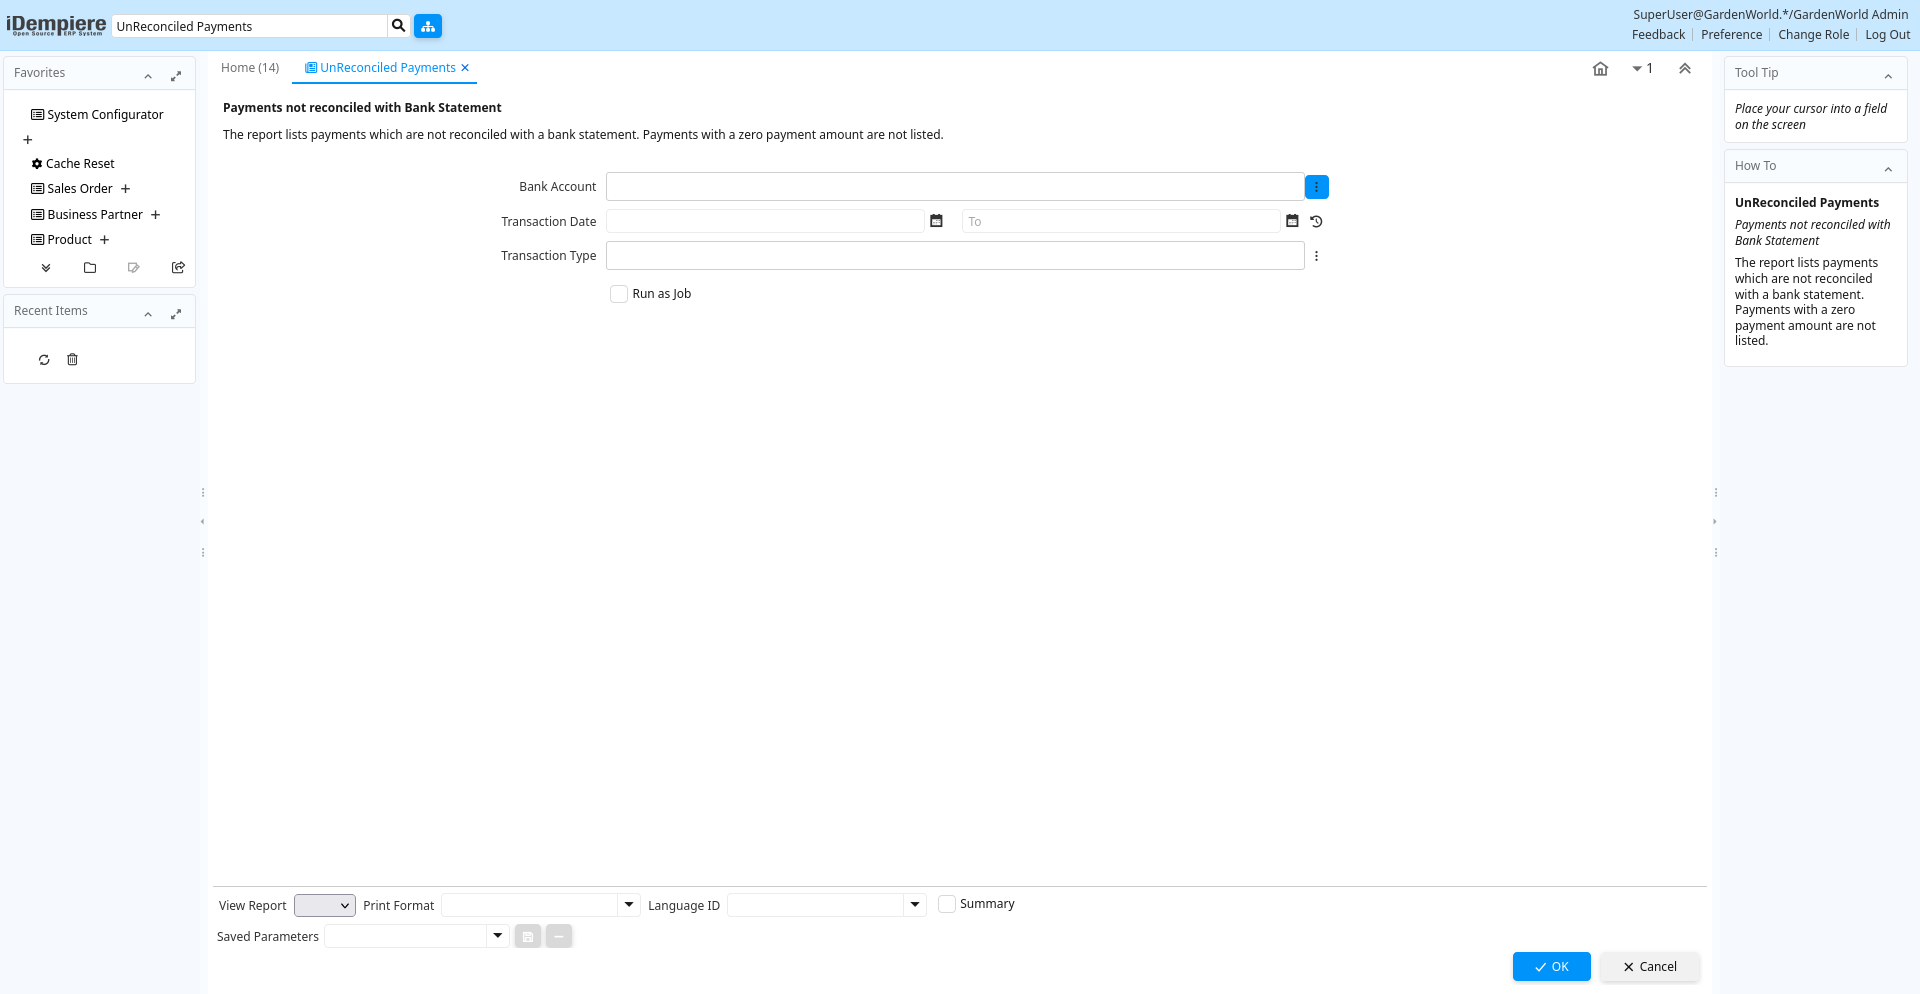 iDempiere
Open Source ERP System
UnReconciled Payments
SuperUser@GardenWorld.*/GardenWorld Admin
Feedback Preference Change Role Log Out
Favorites
System Configurator
Cache Reset
Sales Order
Business Partner
Product
Recent Items
Home (14) UnReconciled Payments
1
Payments not reconciled with Bank Statement
The report lists payments which are not reconciled with a bank statement. Payments with a zero payment amount are not listed.
Bank Account
Transaction Date To
Transaction Type
Run as Job
View Report Print Format Language ID Summary
Saved Parameters
OK Cancel
Tool Tip
Place your cursor into a field
on the screen
How To
UnReconciled Payments
Payments not reconciled with
Bank Statement
The report lists payments
which are not reconciled
with a bank statement.
Payments with a zero
payment amount are not
listed.